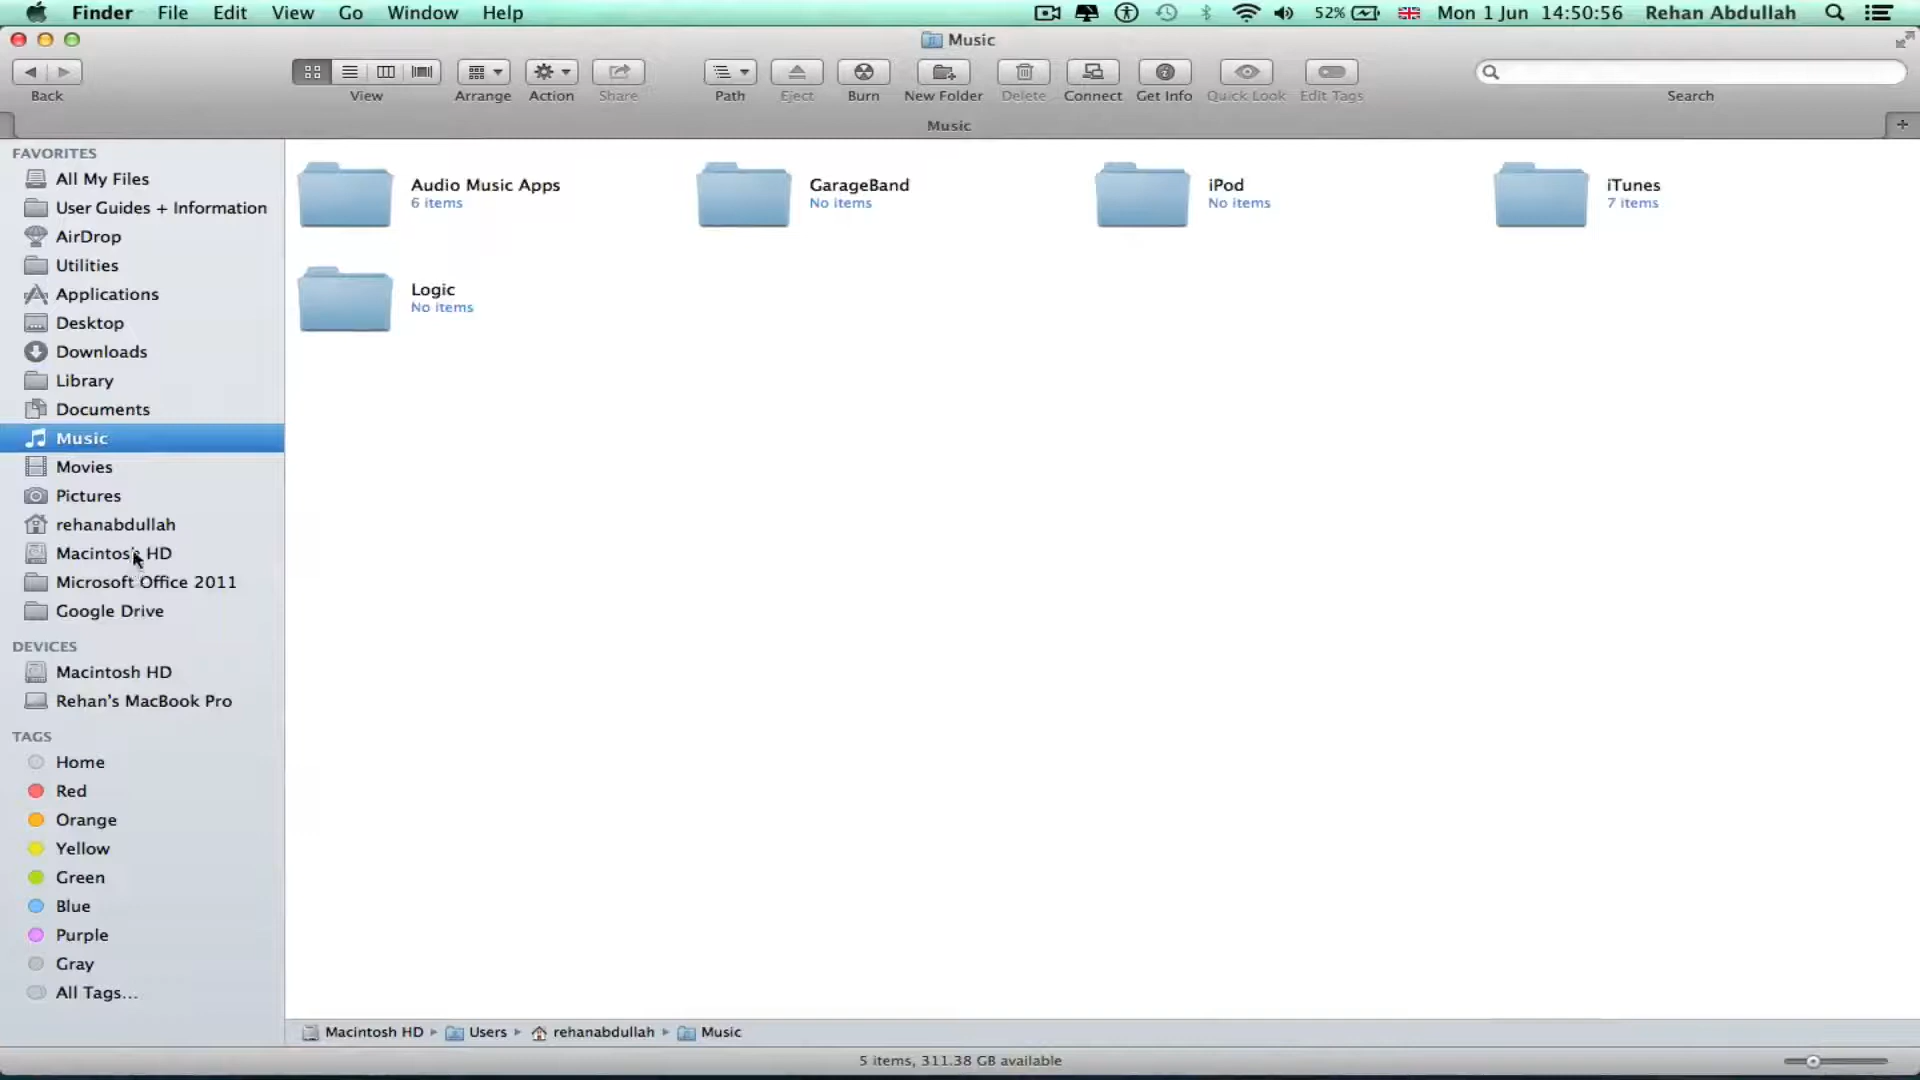 Finder File Edit View Go Window Help 52% Mon 1 Jun 14:50:56 Rehan Abdullah
Music
Back View Arrange Action Share Path Eject Burn New Folder Delete Connect Get Info Quick Look Edit Tags Search
Music
FAVORITES
All My Files
User Guides + Information
AirDrop
Utilities
Applications
Desktop
Downloads
Library
Documents
Music
Movies
Pictures
rehanabdullah
Macintosh HD
Microsoft Office 2011
Google Drive
DEVICES
Macintosh HD
Rehan's MacBook Pro
TAGS
Home
Red
Orange
Yellow
Green
Blue
Purple
Gray
All Tags...
Audio Music Apps
6 items
GarageBand
No items
iPod
No items
iTunes
7 items
Logic
No items
Macintosh HD Users rehanabdullah Music
5 items, 311.38 GB available